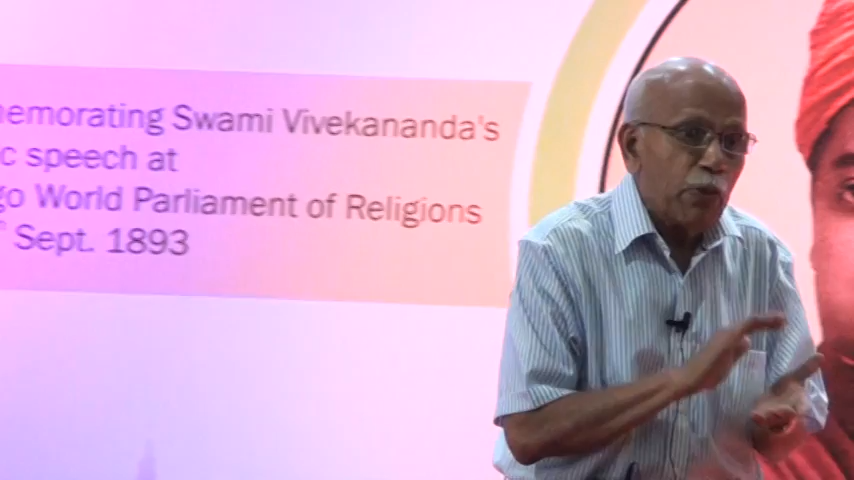 memorating Swami Vivekananda's
c speech at
go World Parliament of Religions
Sept. 1893